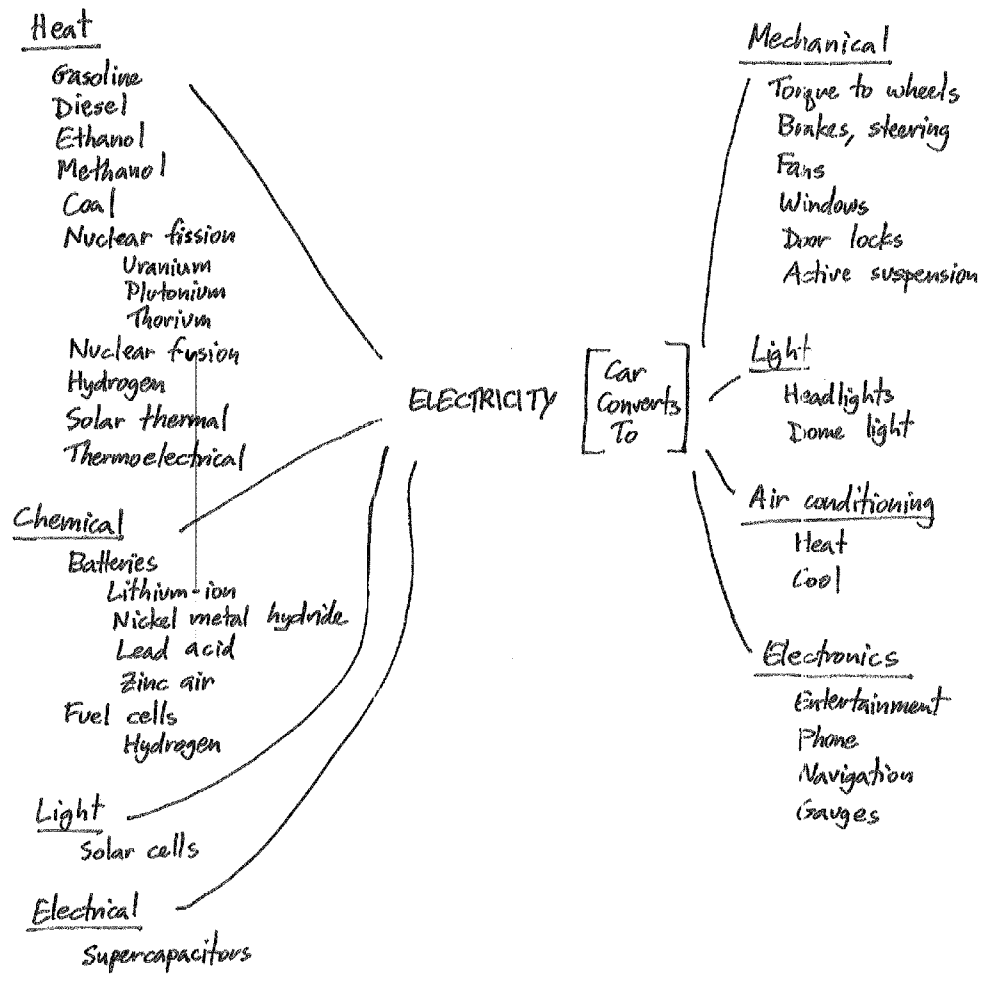 Heat
Gasoline
Diesel
Ethanol
Methanol
Coal
Nuclear fission
Uranium
Plutonium
Thorium
Nuclear fusion
Hydrogen
Solar thermal
Thermoelectrical
Chemical
Batteries
Lithium-ion
Nickel metal hydride
Lead acid
Zinc air
Fuel cells
Hydrogen
Light
Solar cells
Electrical
Supercapacitors
ELECTRICITY
Car
Converts
To
Mechanical
Torque to wheels
Brakes, steering
Fans
Windows
Door locks
Active suspension
Light
Headlights
Dome light
Air conditioning
Heat
Cool
Electronics
Entertainment
Phone
Navigation
Gauges